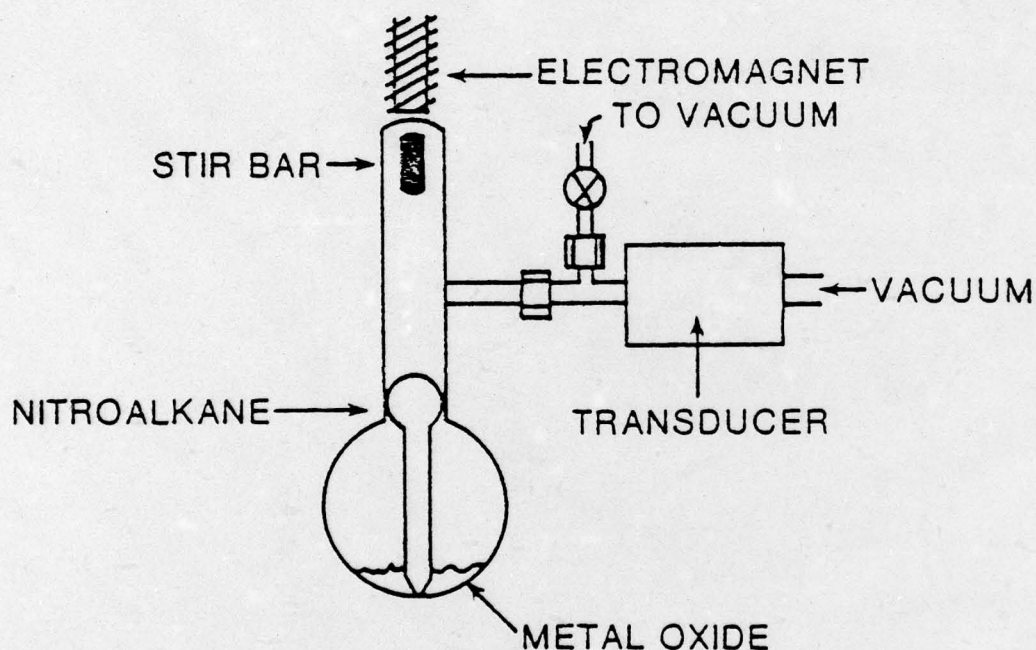 ELECTROMAGNET
TO VACUUM
STIR BAR
VACUUM
NITROALKANE
TRANSDUCER
METAL OXIDE